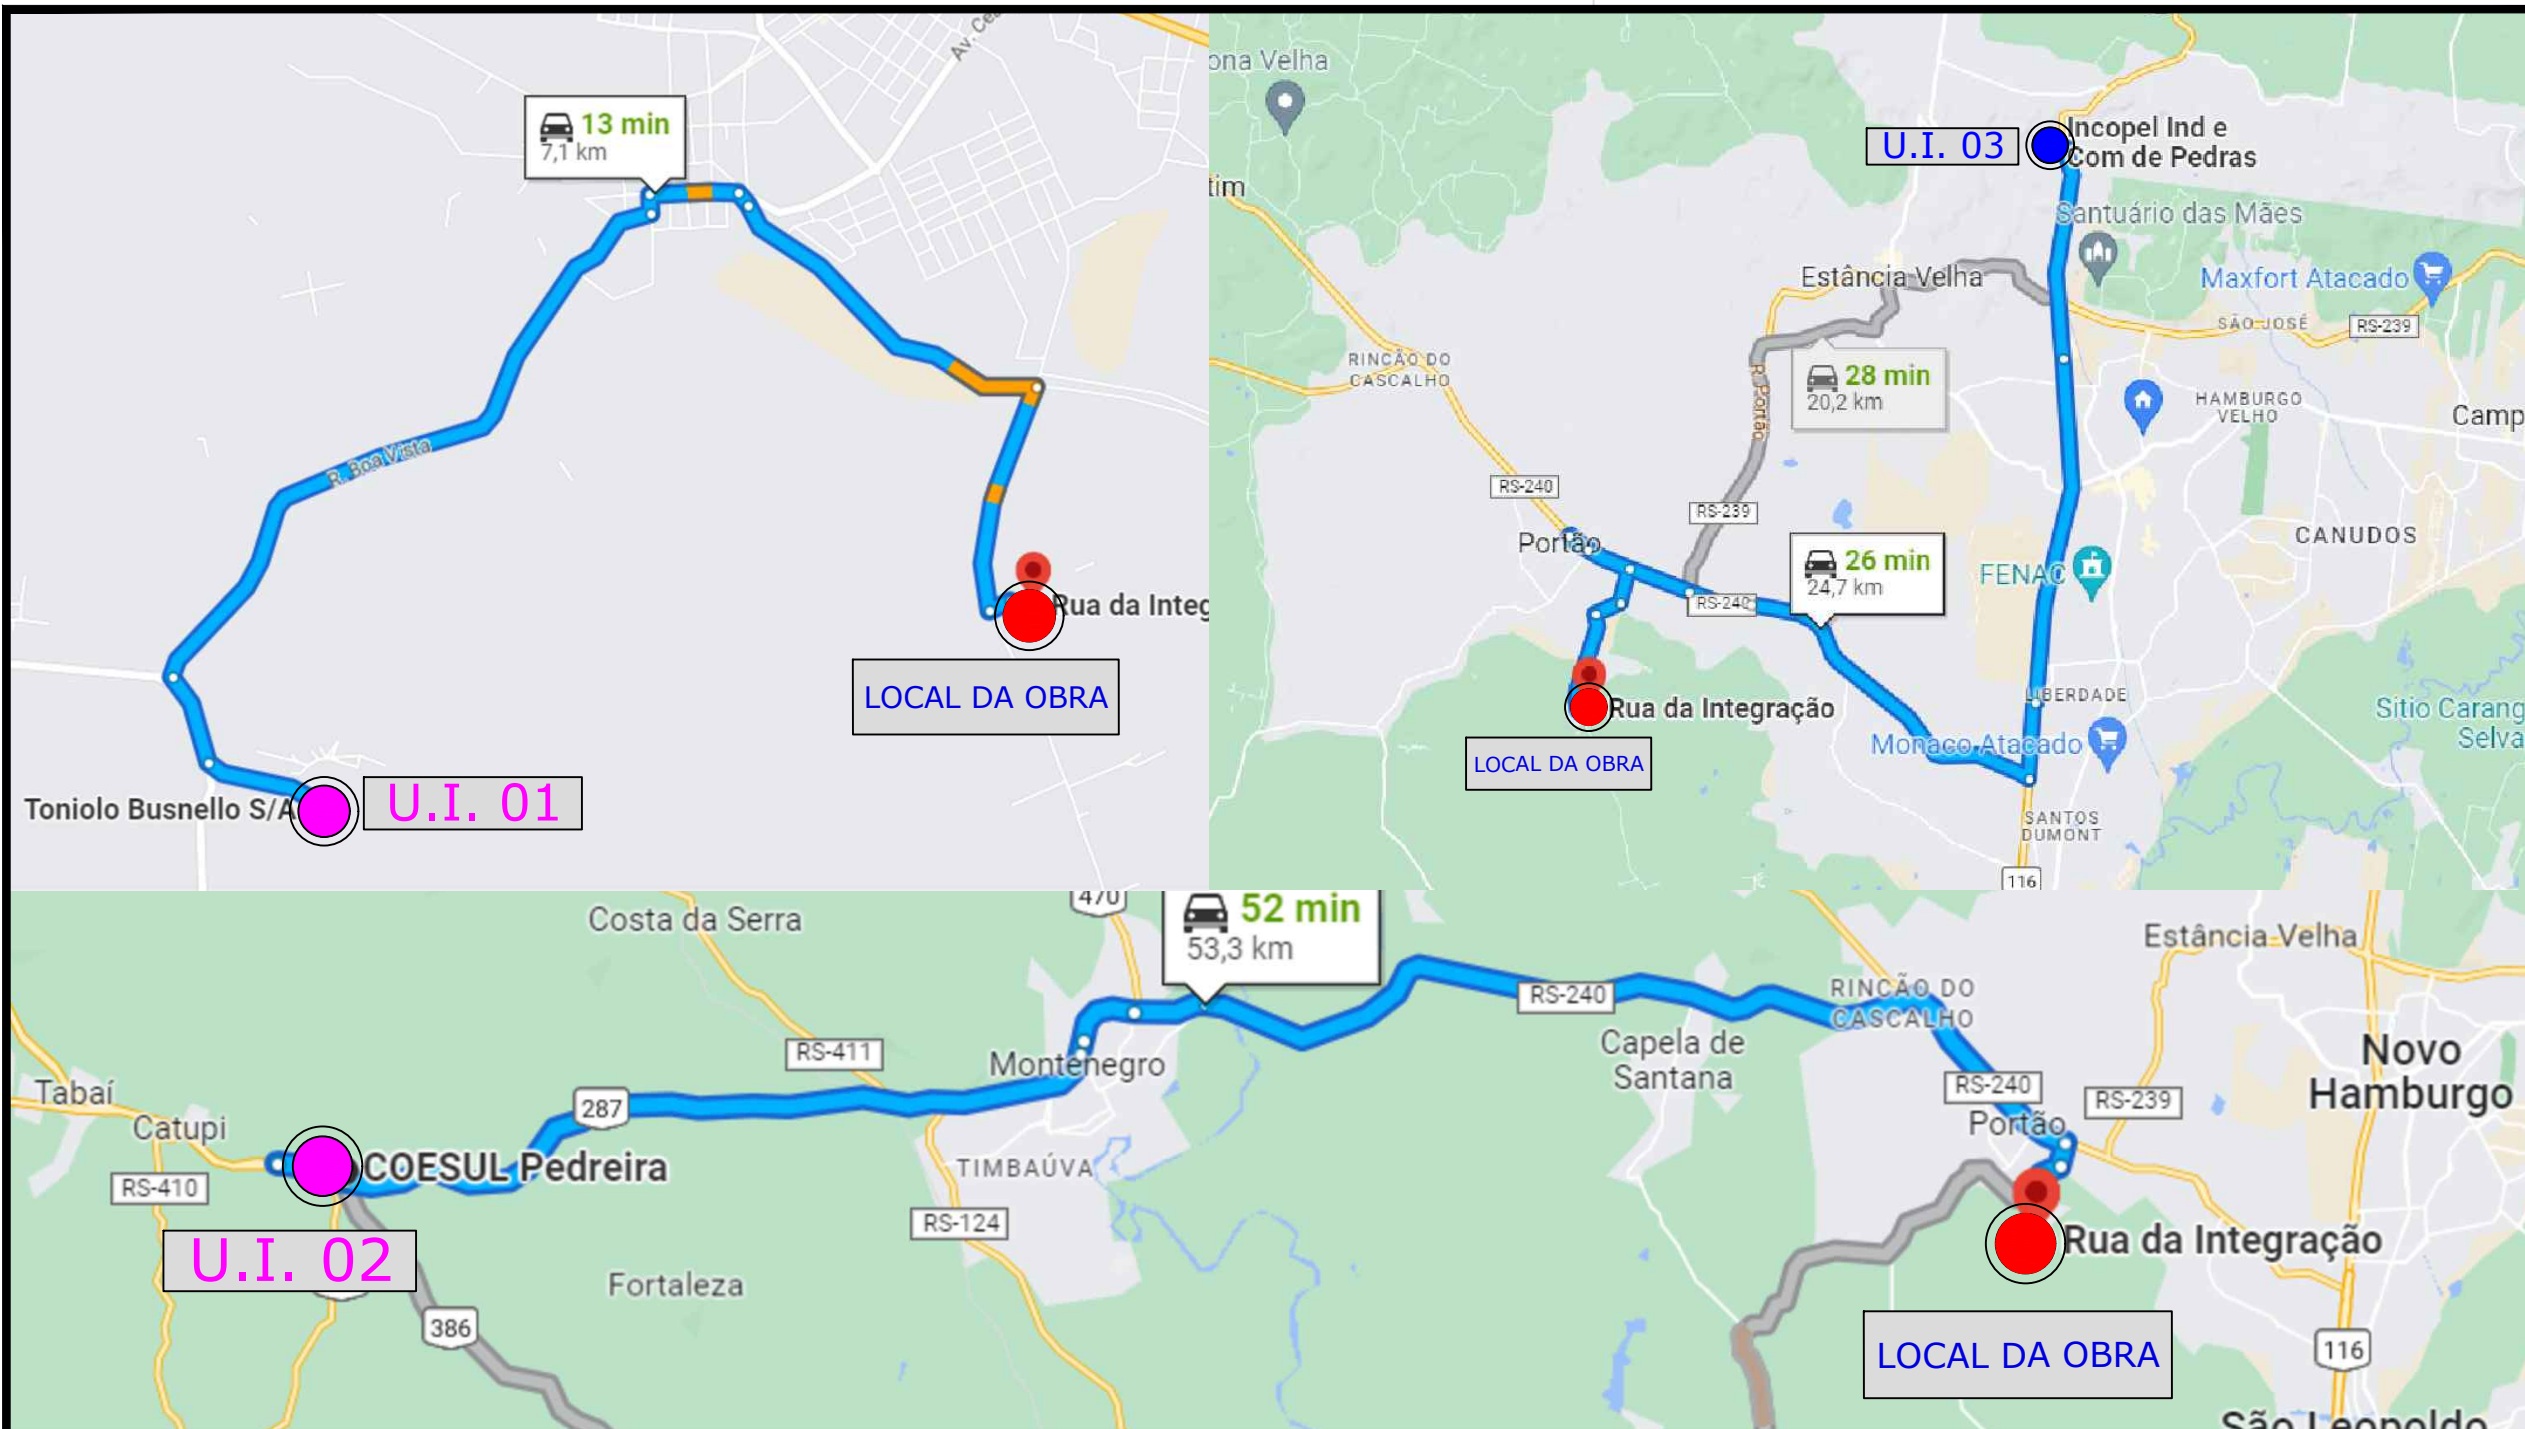 13 min
7,1 km
R. Boa Vista
Rua da Integ
LOCAL DA OBRA
Toniolo Busnello S/A
U.I. 01
ona Velha
U.I. 03
Incopel Ind e
Com de Pedras
tim
Santuário das Mães
Estância Velha
Maxfort Atacado
SÃO JOSÉ
RS-239
RINCÃO DO
CASCALHO
28 min
20,2 km
R. Portão
HAMBURGO
VELHO
Camp
RS-240
RS-239
Portão
CANUDOS
26 min
24,7 km
FENAC
RS-240
LIBERDADE
Rua da Integração
Sitio Carang
Selva
Monaco Atacado
LOCAL DA OBRA
SANTOS
DUMONT
116
470
52 min
53,3 km
Costa da Serra
Estância Velha
RINCÃO DO
CASCALHO
RS-240
Capela de
Santana
Novo
Hamburgo
RS-411
Montenegro
Tabaí
287
RS-240
RS-239
Catupi
Portão
COESUL Pedreira
TIMBAÚVA
RS-410
RS-124
U.I. 02
Rua da Integração
Fortaleza
386
LOCAL DA OBRA
116
São Leopoldo